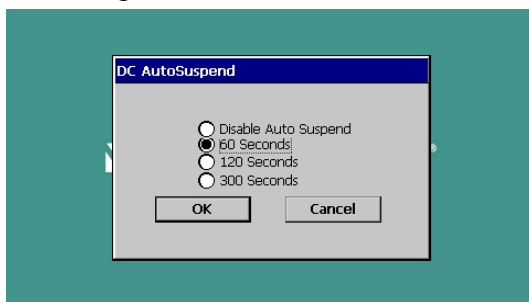 DC AutoSuspend
Disable Auto Suspend
60 Seconds
120 Seconds
300 Seconds
OK
Cancel
®